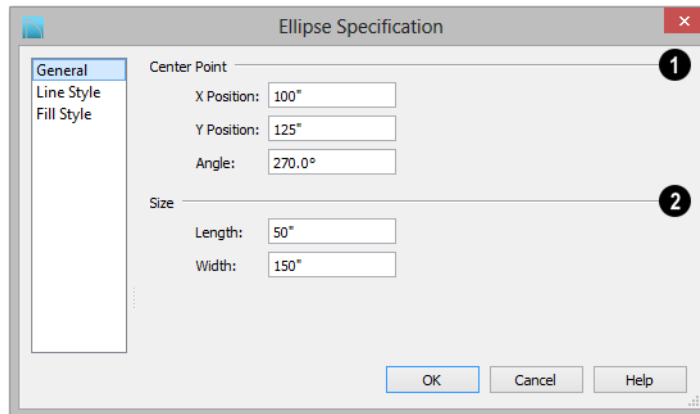 Ellipse Specification
General
Line Style
Fill Style
Center Point 1
X Position: 100"
Y Position: 125"
Angle: 270.0°
Size 2
Length: 50"
Width: 150"
OK Cancel Help